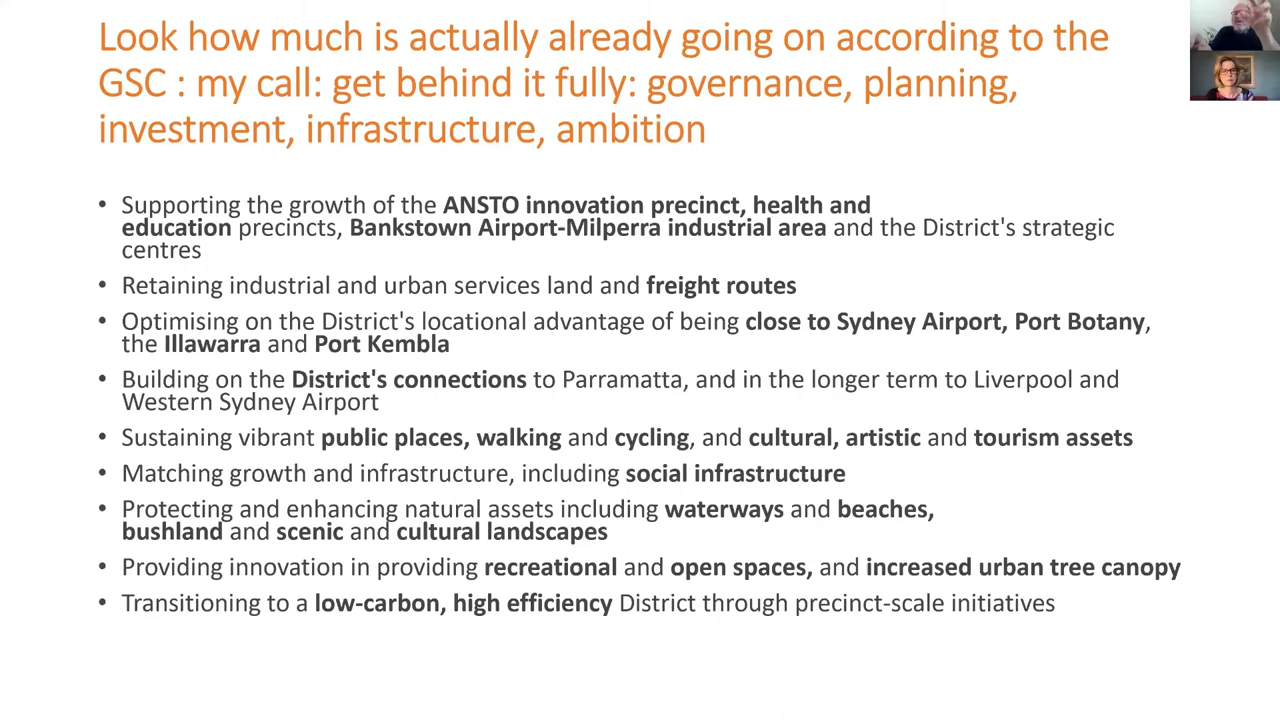 Look how much is actually already going on according to the
GSC : my call: get behind it fully: governance, planning,
investment, infrastructure, ambition
• Supporting the growth of the ANSTO innovation precinct, health and
education precincts, Bankstown Airport-Milperra industrial area and the District's strategic
centres
• Retaining industrial and urban services land and freight routes
• Optimising on the District's locational advantage of being close to Sydney Airport, Port Botany,
the Illawarra and Port Kembla
• Building on the District's connections to Parramatta, and in the longer term to Liverpool and
Western Sydney Airport
• Sustaining vibrant public places, walking and cycling, and cultural, artistic and tourism assets
• Matching growth and infrastructure, including social infrastructure
• Protecting and enhancing natural assets including waterways and beaches,
bushland and scenic and cultural landscapes
• Providing innovation in providing recreational and open spaces, and increased urban tree canopy
• Transitioning to a low-carbon, high efficiency District through precinct-scale initiatives